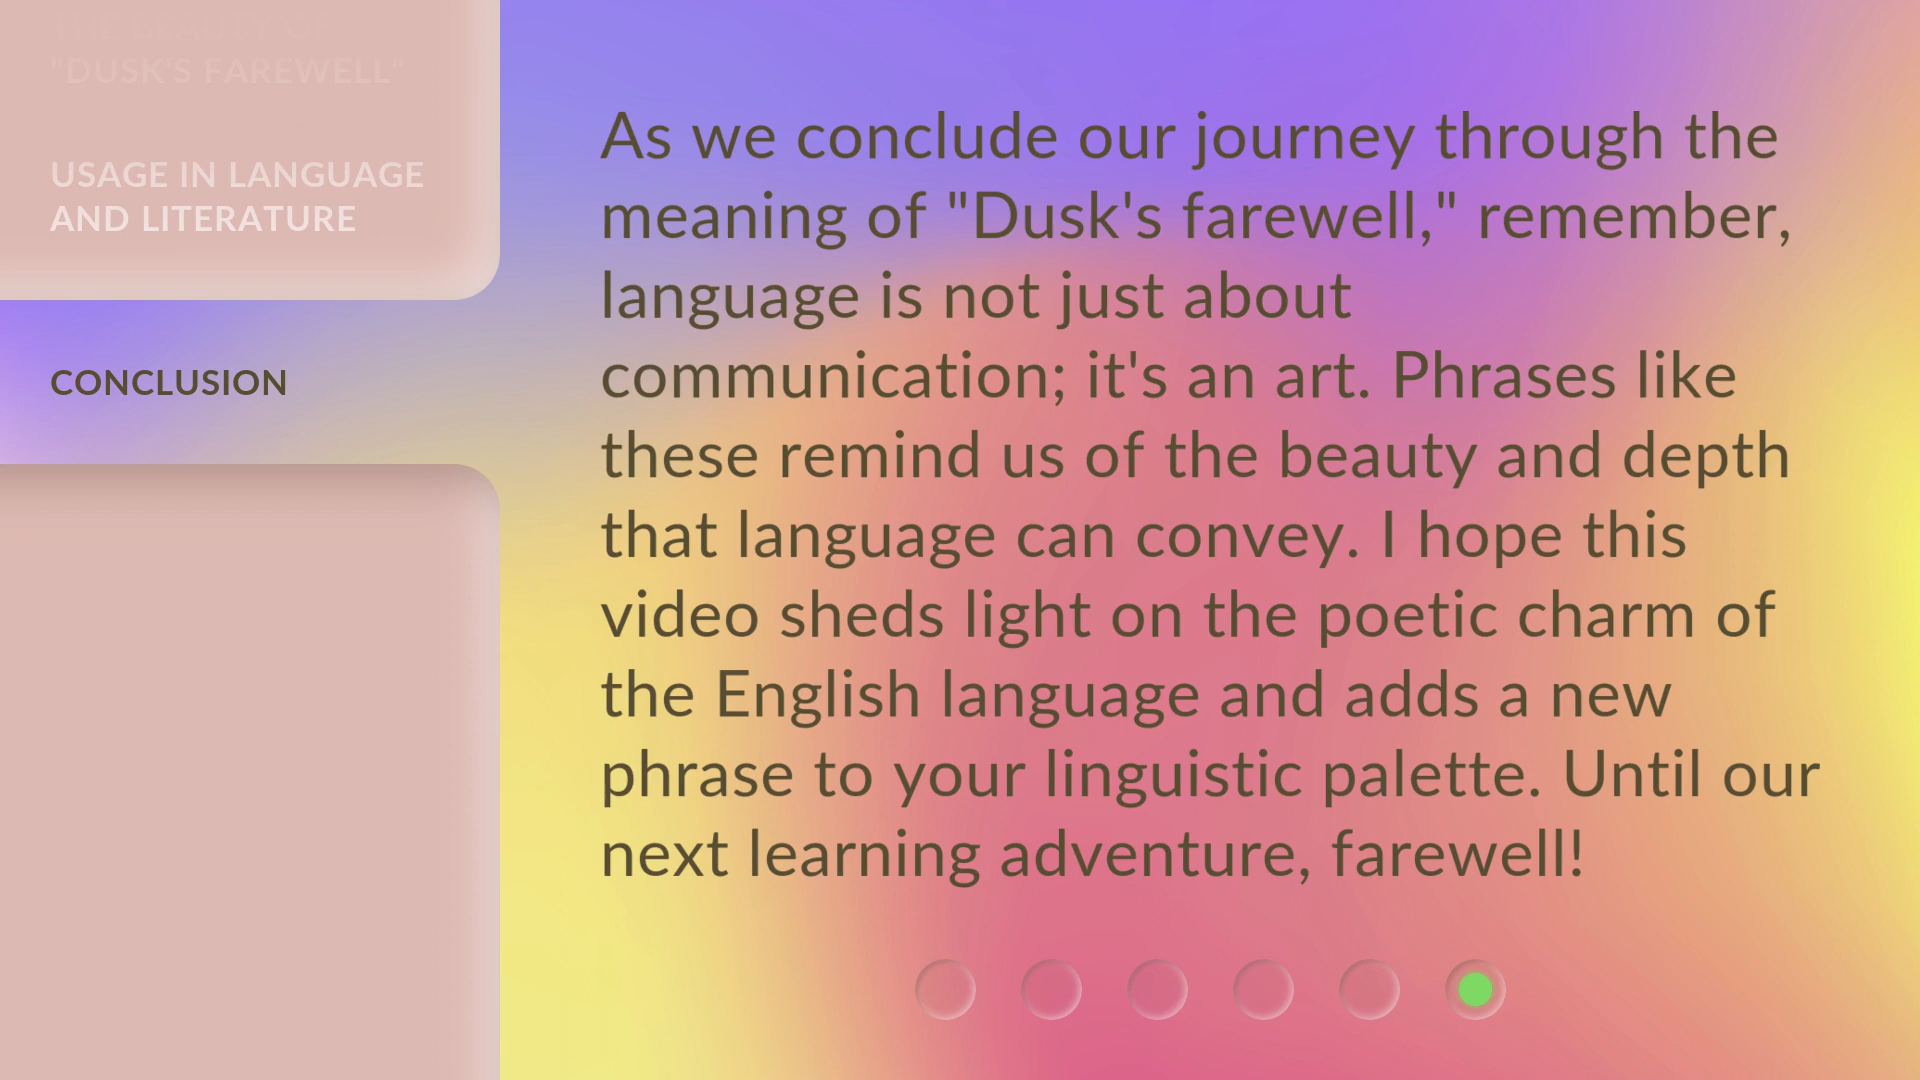 THE BEAUTY OF
"DUSK'S FAREWELL"
USAGE IN LANGUAGE
AND LITERATURE
CONCLUSION
As we conclude our journey through the
meaning of "Dusk's farewell," remember,
language is not just about
communication; it's an art. Phrases like
these remind us of the beauty and depth
that language can convey. I hope this
video sheds light on the poetic charm of
the English language and adds a new
phrase to your linguistic palette. Until our
next learning adventure, farewell!